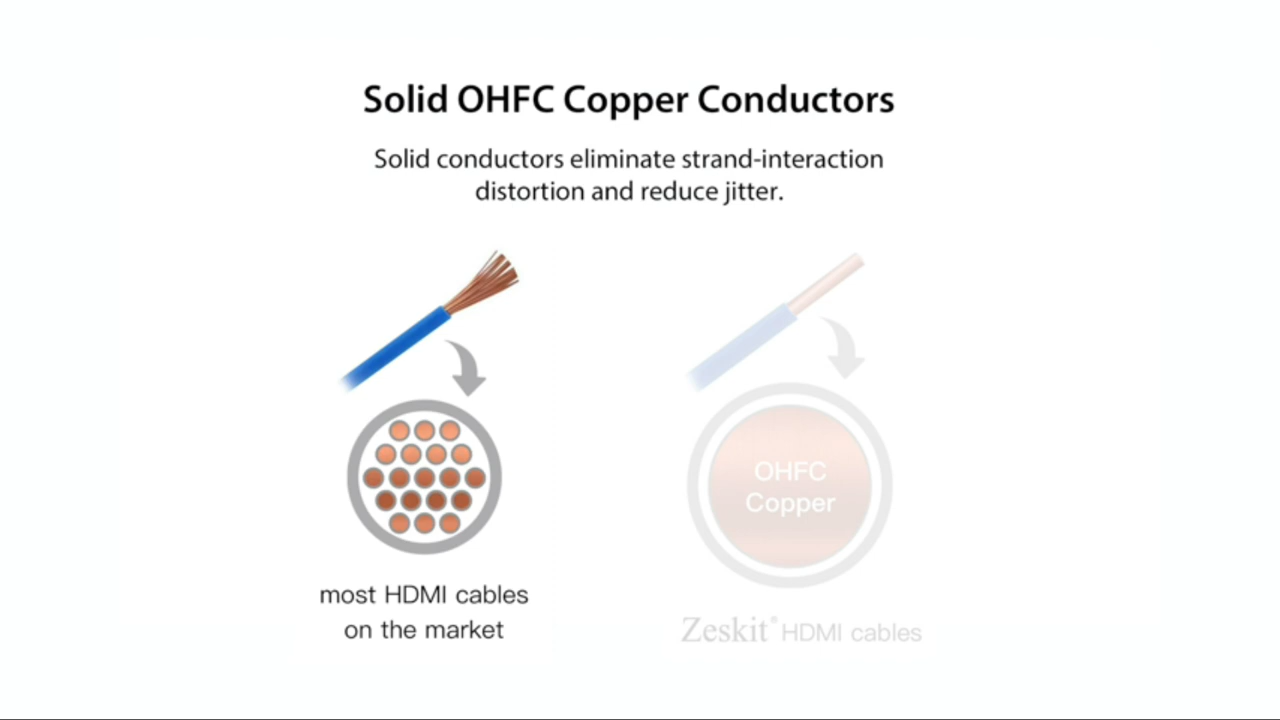 Solid OHFC Copper Conductors
Solid conductors eliminate strand-interaction
distortion and reduce jitter.
OHFC
Copper
most HDMI cables
on the market
Zeskit® HDMI cables